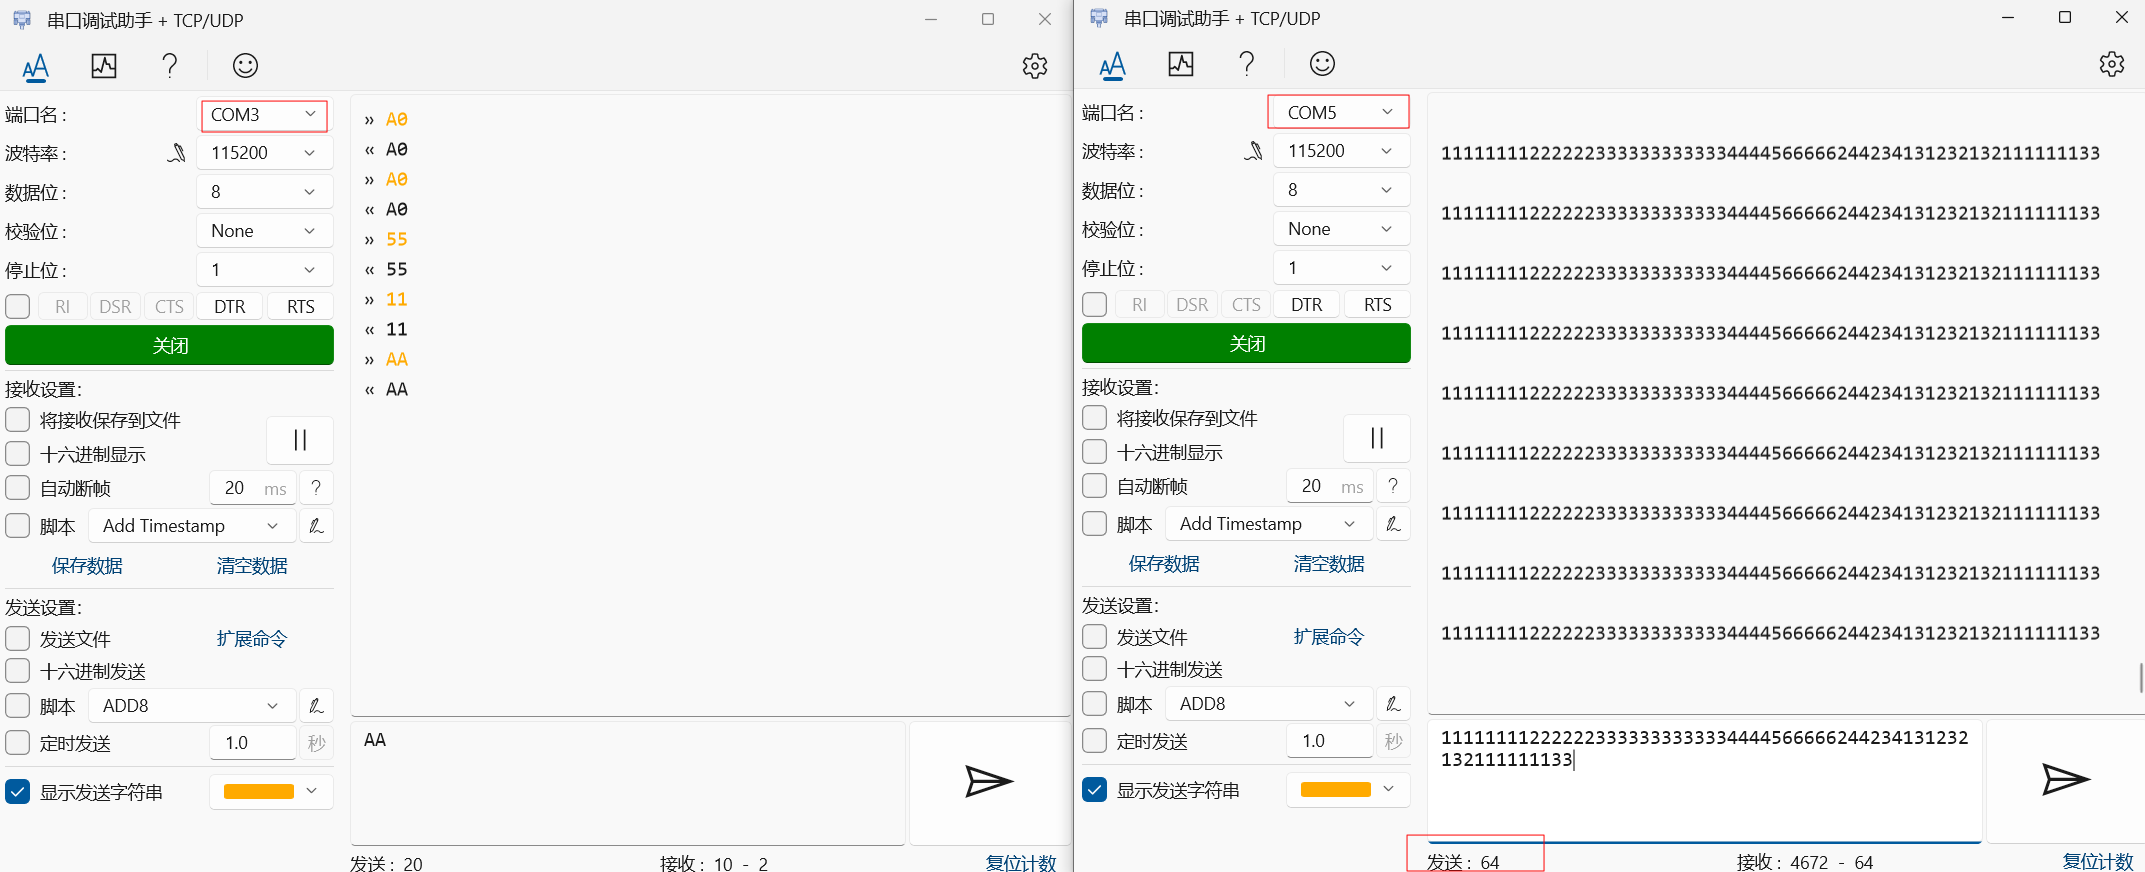 串口调试助手 + TCP/UDP
端口名：
COM3
波特率：
115200
数据位：
8
校验位：
None
停止位：
1
RI
DSR
CTS
DTR
RTS
关闭
接收设置：
将接收保存到文件
十六进制显示
自动断帧
20 ms
?
脚本
Add Timestamp
保存数据
清空数据
发送设置：
发送文件
扩展命令
十六进制发送
脚本
ADD8
定时发送
1.0
秒
显示发送字符串
» A0
« A0
» A0
« A0
» 55
« 55
» 11
« 11
» AA
« AA
AA
发送：20
接收：10 - 2
复位计数
串口调试助手 + TCP/UDP
端口名：
COM5
波特率：
115200
数据位：
8
校验位：
None
停止位：
1
RI
DSR
CTS
DTR
RTS
关闭
接收设置：
将接收保存到文件
十六进制显示
自动断帧
20 ms
?
脚本
Add Timestamp
保存数据
清空数据
发送设置：
发送文件
扩展命令
十六进制发送
脚本
ADD8
定时发送
1.0
秒
显示发送字符串
111111112222223333333333334444566666244234131232132111111133
111111112222223333333333334444566666244234131232132111111133
111111112222223333333333334444566666244234131232132111111133
111111112222223333333333334444566666244234131232132111111133
111111112222223333333333334444566666244234131232132111111133
111111112222223333333333334444566666244234131232132111111133
111111112222223333333333334444566666244234131232132111111133
111111112222223333333333334444566666244234131232132111111133
111111112222223333333333334444566666244234131232132111111133
111111112222223333333333334444566666244234131232
132111111133
发送：64
接收：4672 - 64
复位计数